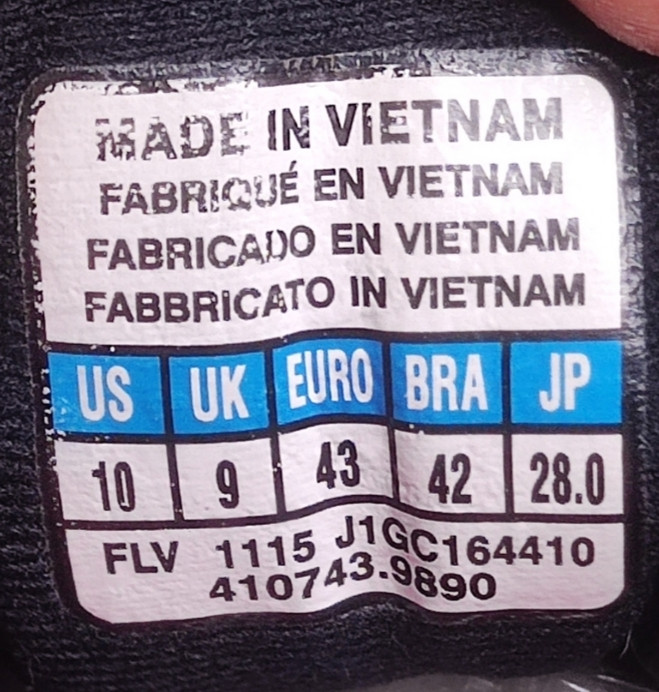 MADE IN VIETNAM
FABRIQUÉ EN VIETNAM
FABRICADO EN VIETNAM
FABBRICATO IN VIETNAM
US UK EURO BRA JP
10 9 43 42 28.0
FLV 1115 J1GC164410
410743.9890